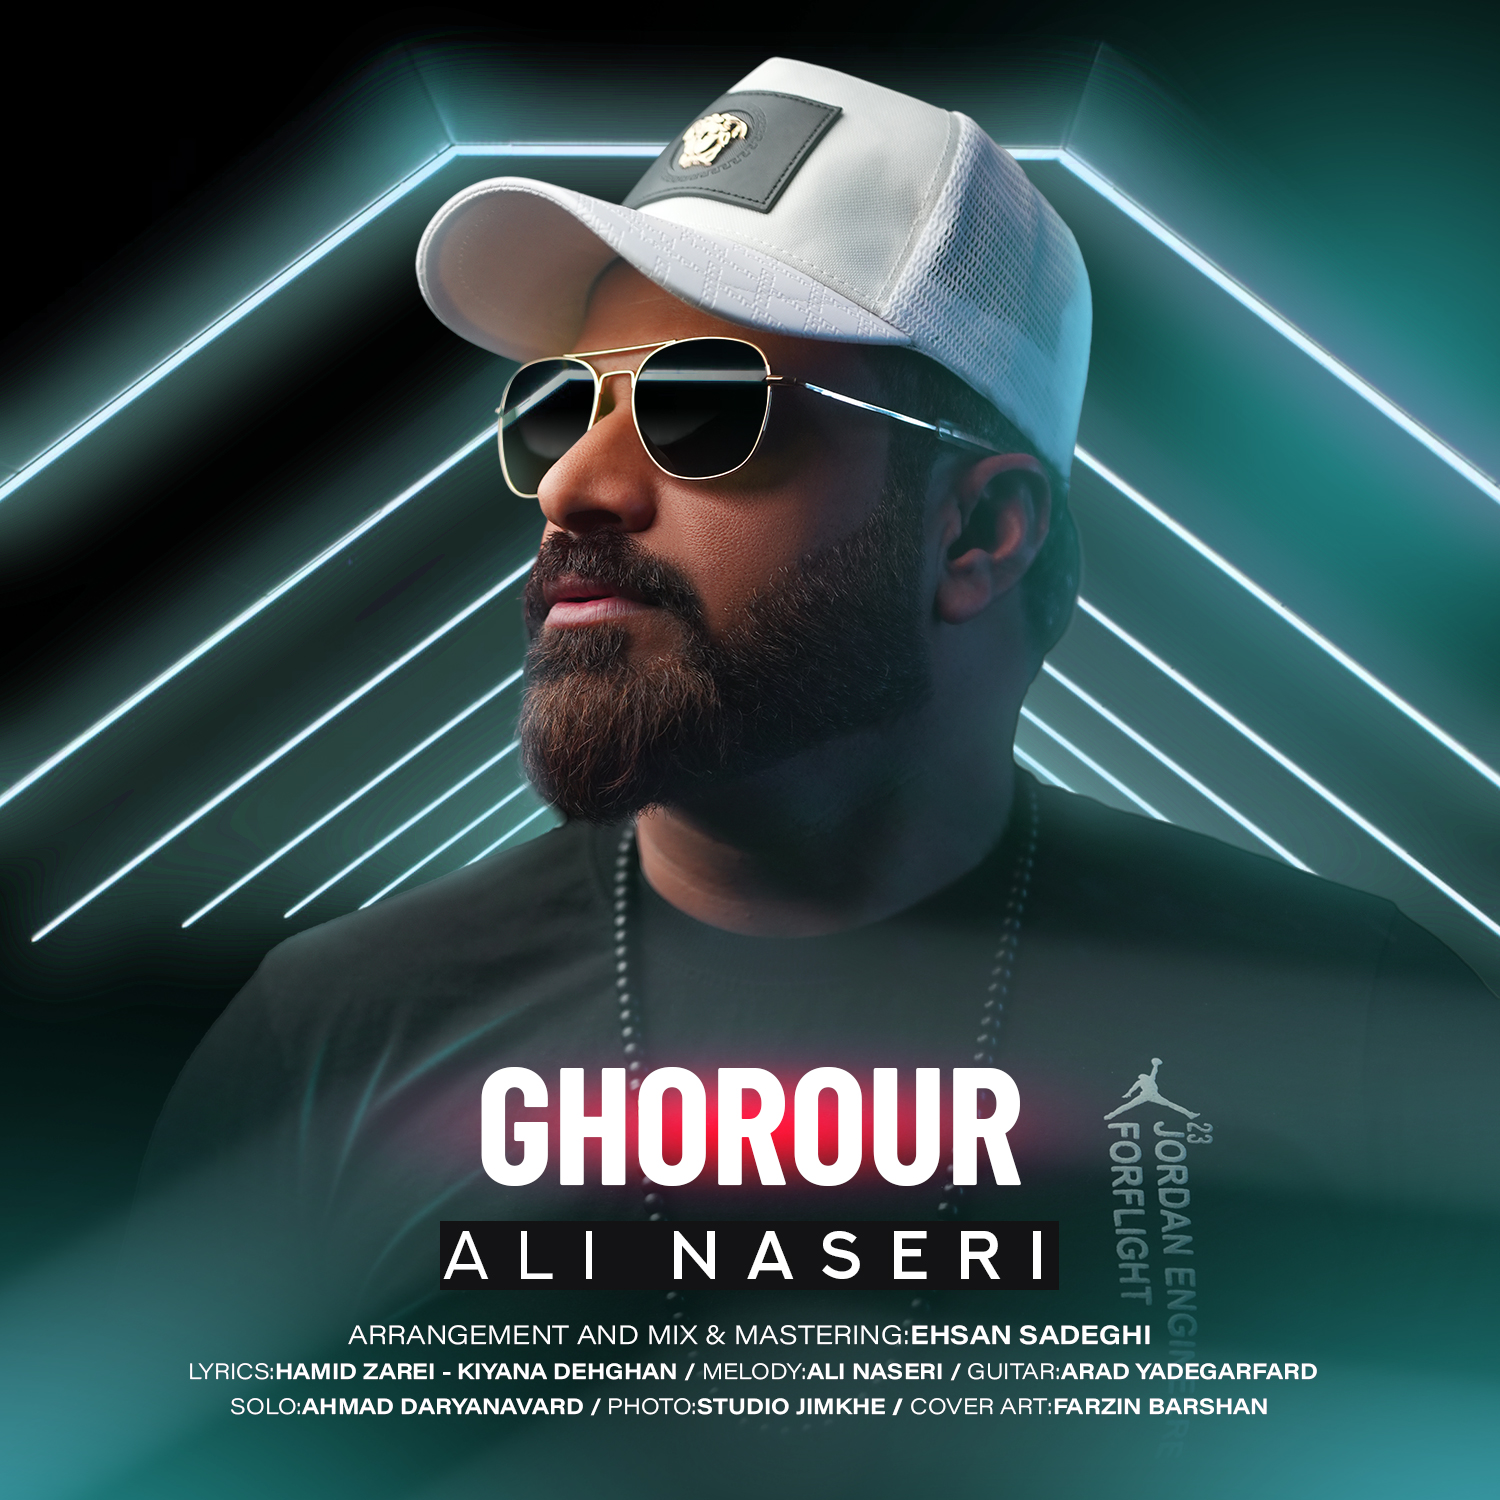 GHOROUR
ALI NASERI
ARRANGEMENT AND MIX & MASTERING:EHSAN SADEGHI
LYRICS:HAMID ZAREI - KIYANA DEHGHAN / MELODY:ALI NASERI / GUITAR:ARAD YADEGARFARD
SOLO:AHMAD DARYANAVARD / PHOTO:STUDIO JIMKHE / COVER ART:FARZIN BARSHAN
23
JORDAN
FORFLIGHT